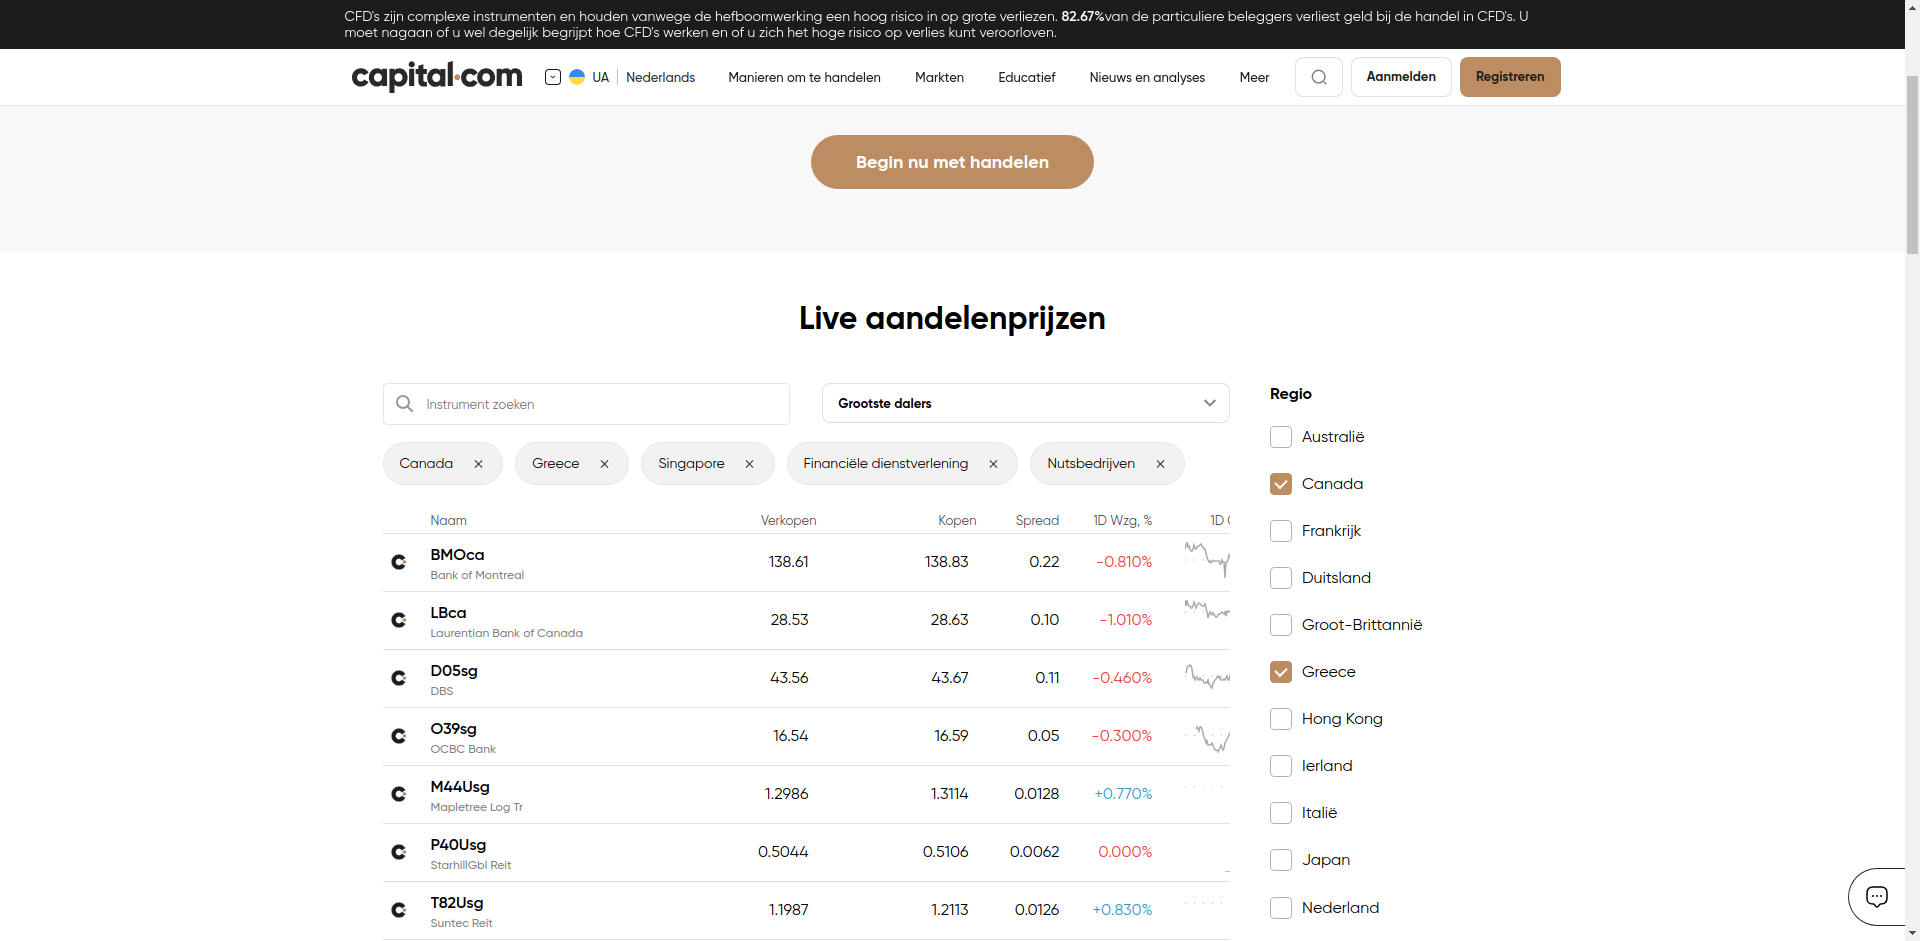 CFD's zijn complexe instrumenten en houden vanwege de hefboomwerking een hoog risico in op grote verliezen. 82.67%van de particuliere beleggers verliest geld bij de handel in CFD's. U
moet nagaan of u wel degelijk begrijpt hoe CFD's werken en of u zich het hoge risico op verlies kunt veroorloven.
capital.com UA Nederlands Manieren om te handelen Markten Educatief Nieuws en analyses Meer Aanmelden Registreren
Begin nu met handelen
Live aandelenprijzen
Instrument zoeken
Grootste dalers
Canada Greece Singapore Financiële dienstverlening Nutsbedrijven
Naam Verkopen Kopen Spread 1D Wzg, % 1D
BMOca 138.61 138.83 0.22 -0.810%
Bank of Montreal
LBca 28.53 28.63 0.10 -1.010%
Laurentian Bank of Canada
D05sg 43.56 43.67 0.11 -0.460%
DBS
O39sg 16.54 16.59 0.05 -0.300%
OCBC Bank
M44Usg 1.2986 1.3114 0.0128 +0.770%
Mapletree Log Tr
P40Usg 0.5044 0.5106 0.0062 0.000%
StarhillGbl Reit
T82Usg 1.1987 1.2113 0.0126 +0.830%
Suntec Reit
Regio
Australië
Canada
Frankrijk
Duitsland
Groot-Brittannië
Greece
Hong Kong
Ierland
Italië
Japan
Nederland